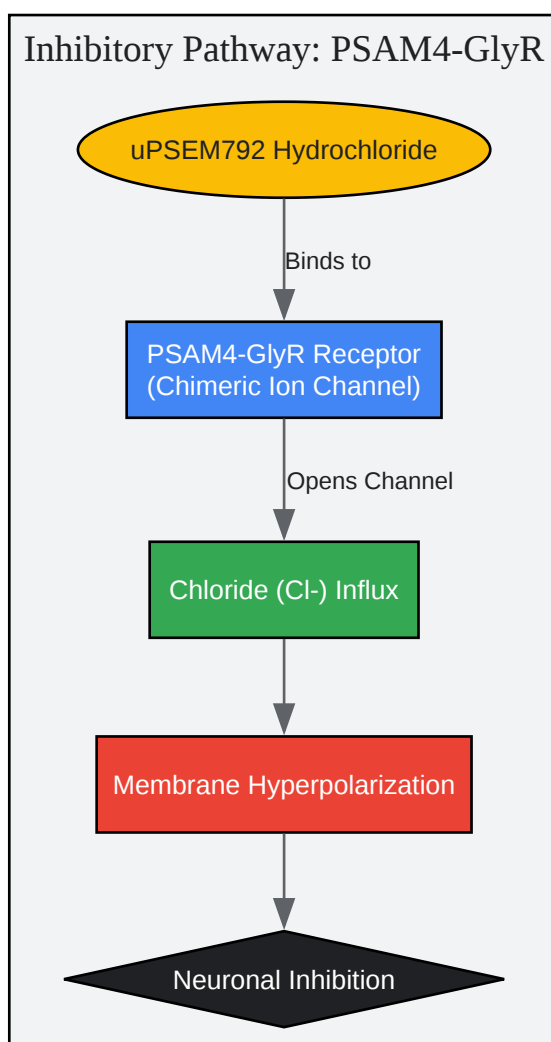 Inhibitory Pathway: PSAM4-GlyR
uPSEM792 Hydrochloride
Binds to
PSAM4-GlyR Receptor
(Chimeric Ion Channel)
Opens Channel
Chloride (Cl-) Influx
Membrane Hyperpolarization
Neuronal Inhibition